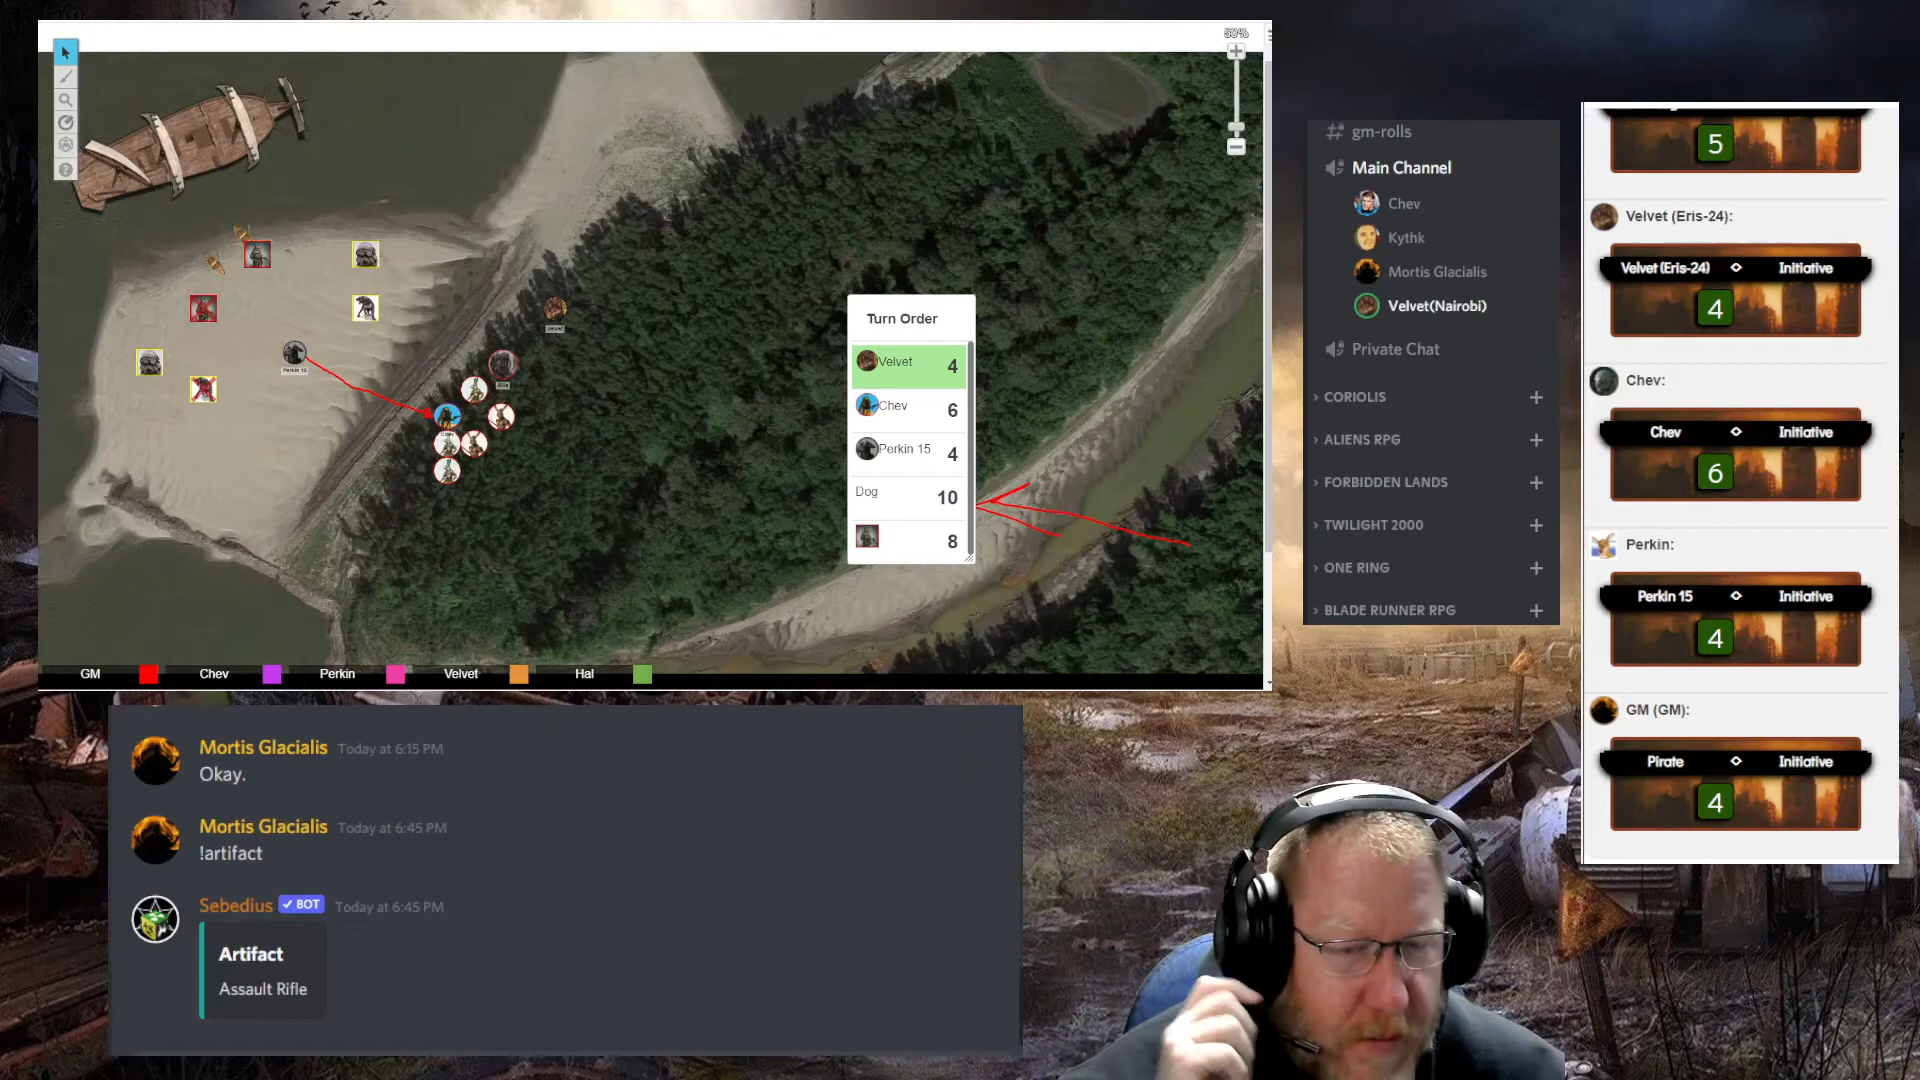 50%
Perkin 15
Velvet
Turn Order
Velvet 4
Chev 6
Perkin 15 4
Dog 10
8
GM
Chev
Perkin
Velvet
Hal
gm-rolls
Main Channel
Chev
Kythk
Mortis Glacialis
Velvet(Nairobi)
Private Chat
CORIOLIS
ALIENS RPG
FORBIDDEN LANDS
TWILIGHT 2000
ONE RING
BLADE RUNNER RPG
5
Velvet (Eris-24):
Velvet (Eris-24) Initiative
4
Chev:
Chev Initiative
6
Perkin:
Perkin 15 Initiative
4
GM (GM):
Pirate Initiative
4
Mortis Glacialis Today at 6:15 PM
Okay.
Mortis Glacialis Today at 6:45 PM
!artifact
Sebedius ✓ BOT Today at 6:45 PM
Artifact
Assault Rifle